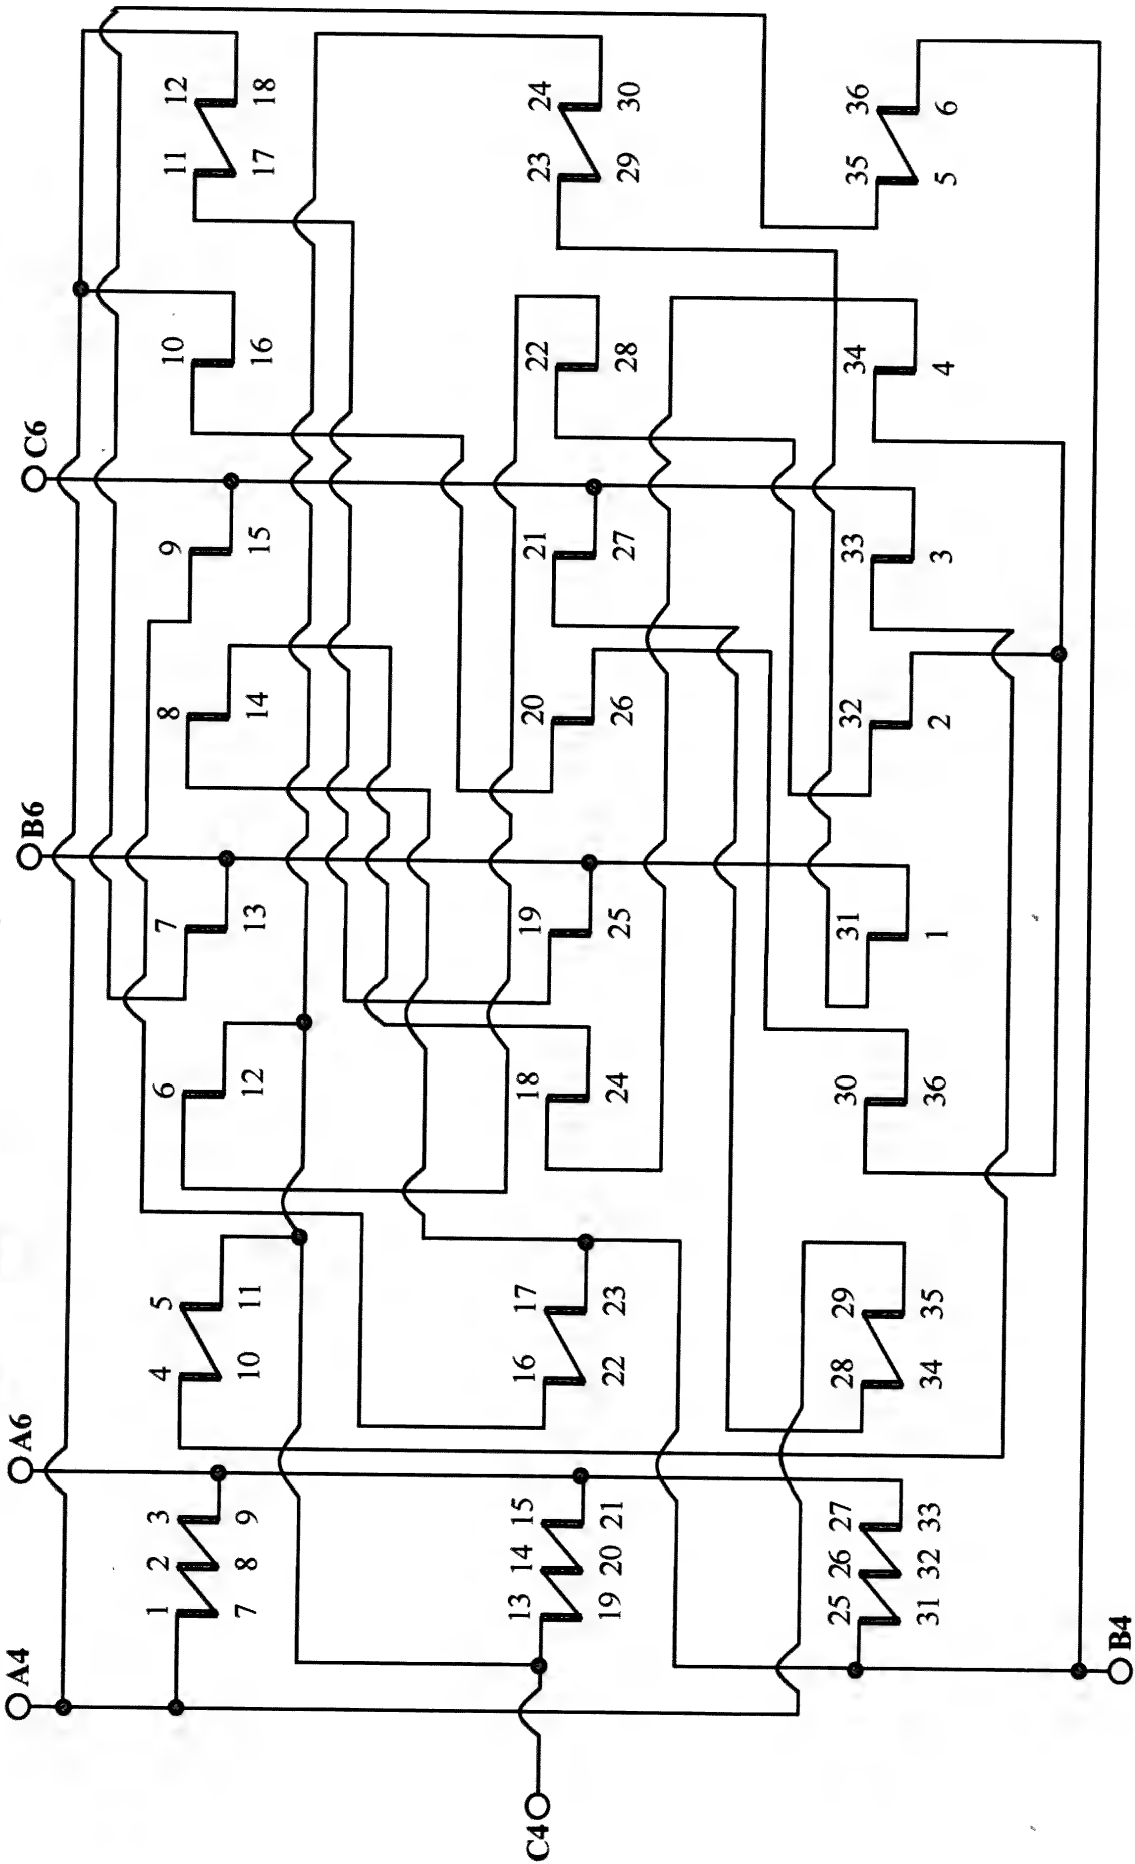 A4 A6 B6 C6
1 2 3 4 5 6 7 8 9 10 11 12
7 8 9 10 11 12 13 14 15 16 17 18
C4 13 14 15 16 17 18 19 20 21 22 23 24
19 20 21 22 23 24 25 26 27 28 29 30
25 26 27 28 29 30 31 32 33 34 35 36
31 32 33 34 35 36 1 2 3 4 5 6
B4